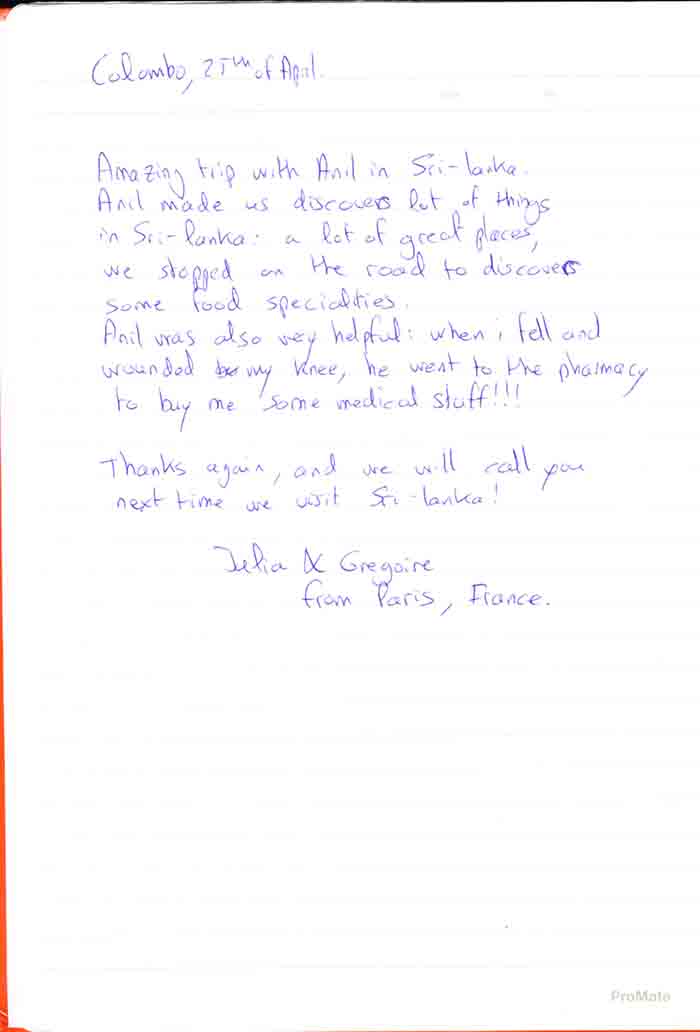 Colombo, 25TH of April.
Amazing trip with Anil in Sri-lanka.
Anil made us discovers lot of things
in Sri-lanka: a lot of great places,
we stopped on the road to discovers
some food specialties.
Anil was also very helpful: when i fell and
wounded my knee, he went to the pharmacy
to buy me some medical stuff!!!
Thanks again, and we will call you
next time we visit Sri-lanka!
Julia & Gregoire
from Paris, France.
ProMate